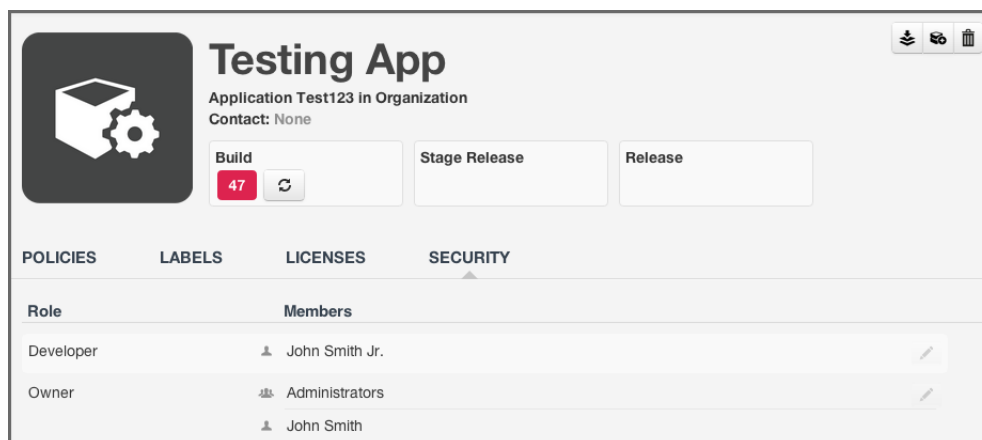 Testing App
Application Test123 in Organization
Contact: None
Build
Stage Release
Release
47
POLICIES
LABELS
LICENSES
SECURITY
Role
Members
Developer
John Smith Jr.
Owner
Administrators
John Smith